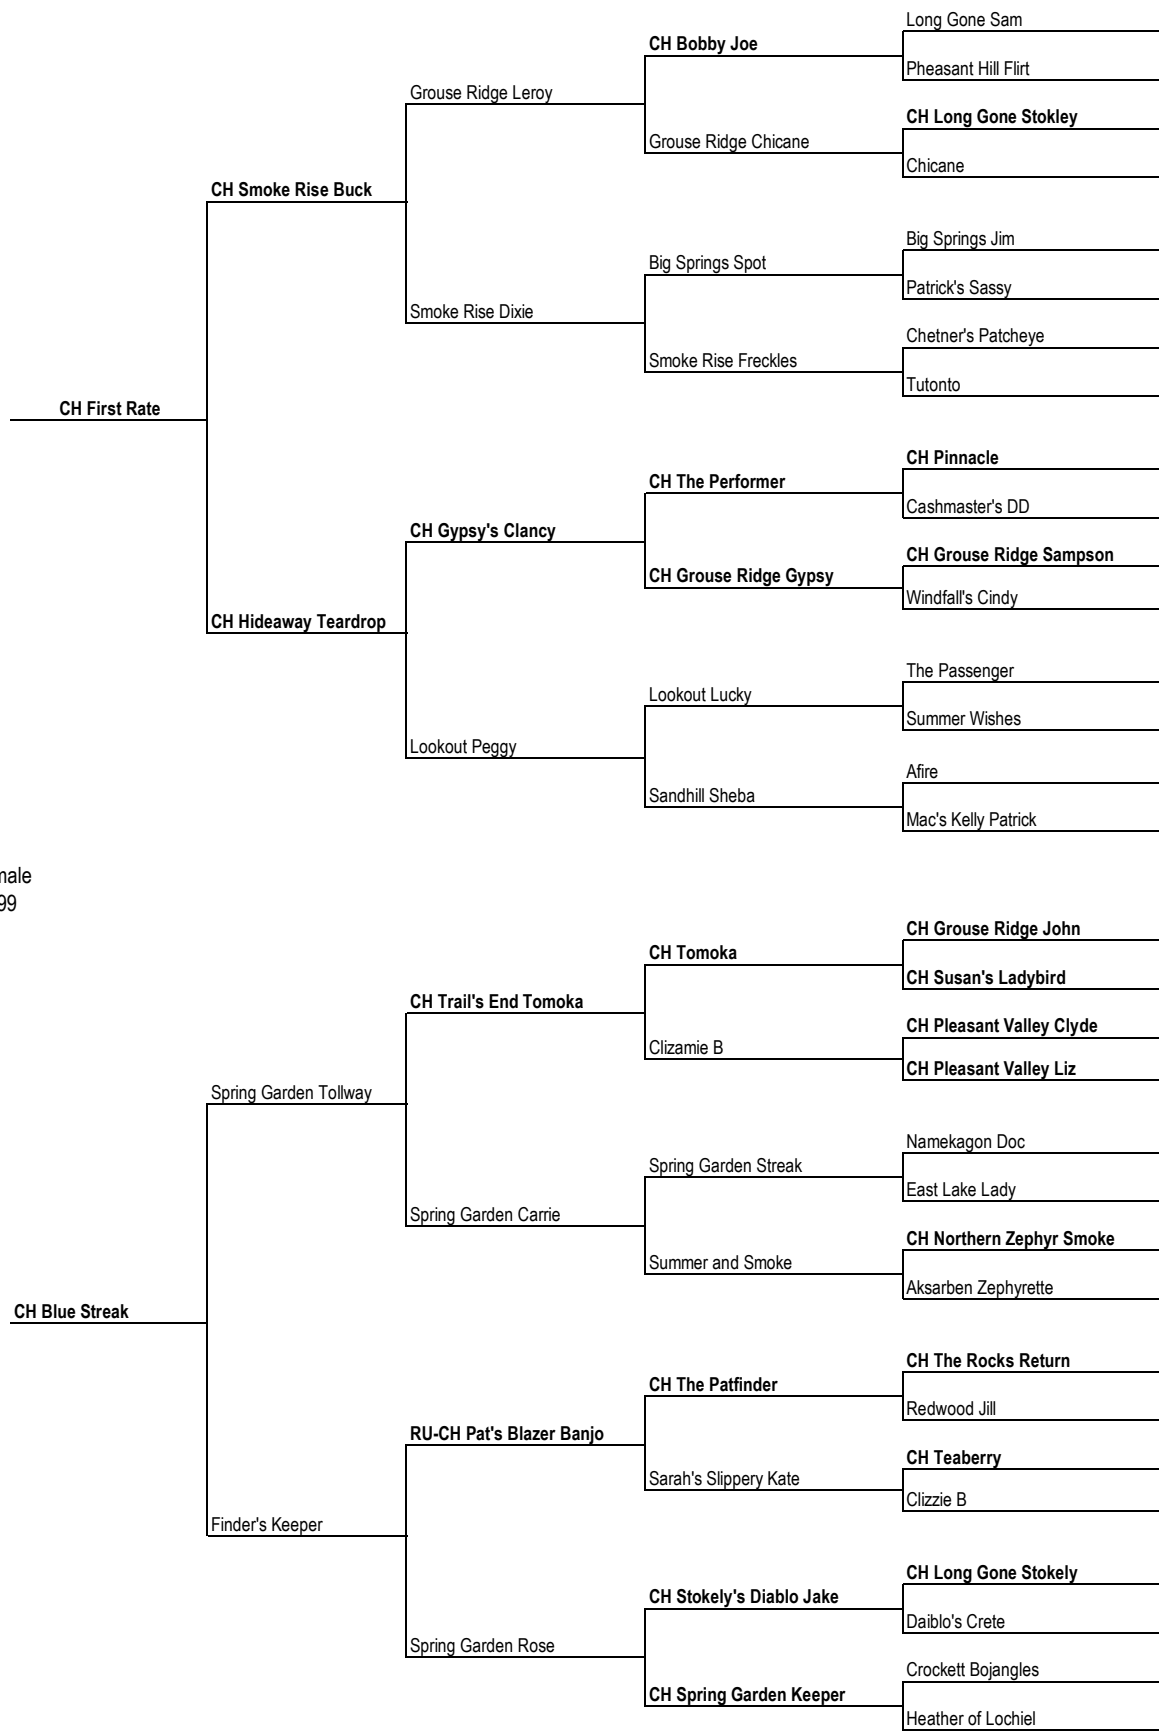 Long Gone Sam
CH Bobby Joe
Pheasant Hill Flirt
Grouse Ridge Leroy
CH Long Gone Stokley
Grouse Ridge Chicane
Chicane
CH Smoke Rise Buck
Big Springs Jim
Big Springs Spot
Patrick's Sassy
Smoke Rise Dixie
Chetner's Patcheye
Smoke Rise Freckles
Tutonto
CH First Rate
CH Pinnacle
CH The Performer
Cashmaster's DD
CH Gypsy's Clancy
CH Grouse Ridge Sampson
CH Grouse Ridge Gypsy
Windfall's Cindy
CH Hideaway Teardrop
The Passenger
Lookout Lucky
Summer Wishes
Lookout Peggy
Afire
Sandhill Sheba
Mac's Kelly Patrick
male
99
CH Grouse Ridge John
CH Tomoka
CH Susan's Ladybird
CH Trail's End Tomoka
CH Pleasant Valley Clyde
Clizamie B
CH Pleasant Valley Liz
Spring Garden Tollway
Namekagon Doc
Spring Garden Streak
East Lake Lady
Spring Garden Carrie
CH Northern Zephyr Smoke
Summer and Smoke
Aksarben Zephyrette
CH Blue Streak
CH The Rocks Return
CH The Patfinder
Redwood Jill
RU-CH Pat's Blazer Banjo
CH Teaberry
Sarah's Slippery Kate
Clizzie B
Finder's Keeper
CH Long Gone Stokely
CH Stokely's Diablo Jake
Daiblo's Crete
Spring Garden Rose
Crockett Bojangles
CH Spring Garden Keeper
Heather of Lochiel